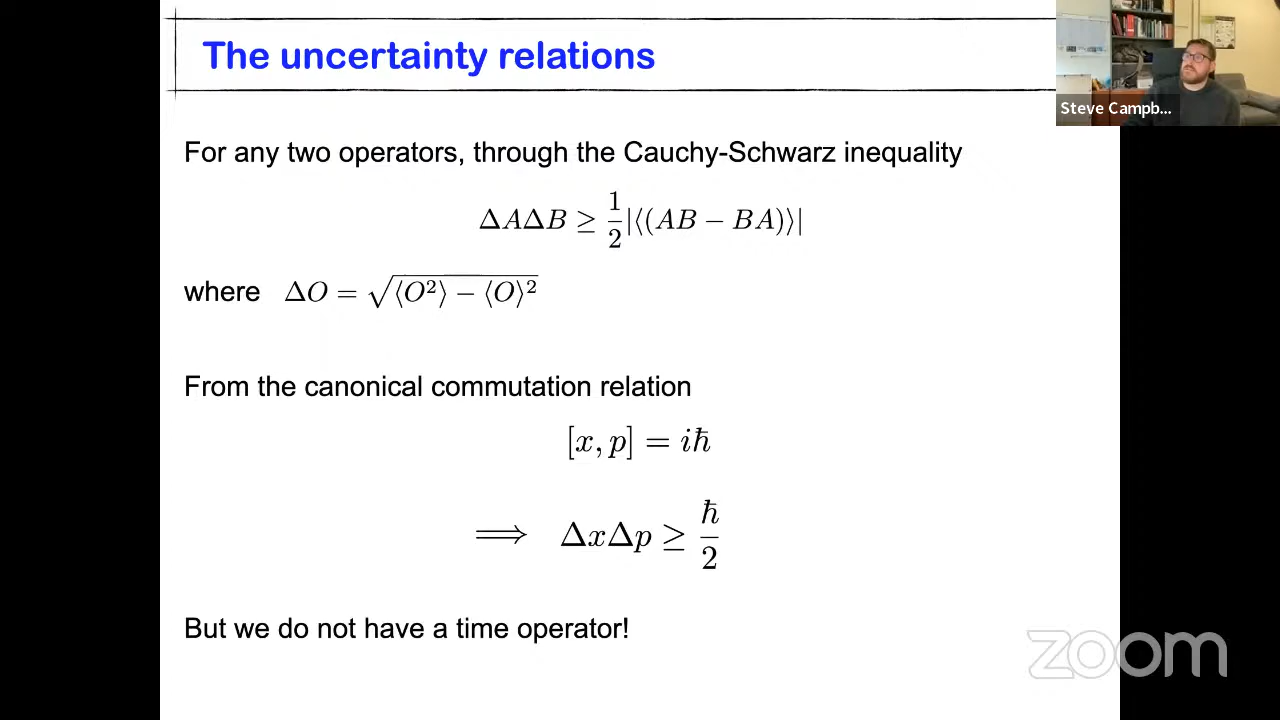 The uncertainty relations
Steve Campb...
For any two operators, through the Cauchy-Schwarz inequality
ΔAΔB ≥ 1/2 |⟨(AB − BA)⟩|
where ΔO = √(⟨O²⟩ − ⟨O⟩²)
From the canonical commutation relation
[x, p] = iħ
⟹ ΔxΔp ≥ ħ/2
But we do not have a time operator!
zoom